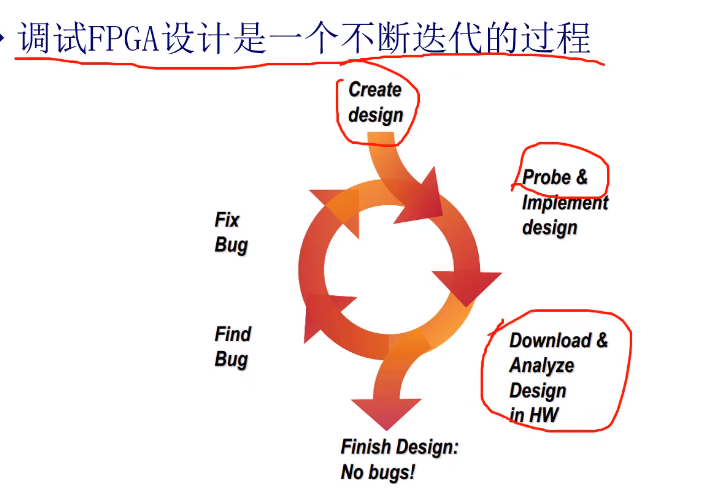 调试FPGA设计是一个不断迭代的过程
Create
design
Probe &
Implement
design
Fix
Bug
Find
Bug
Download &
Analyze
Design
in HW
Finish Design:
No bugs!